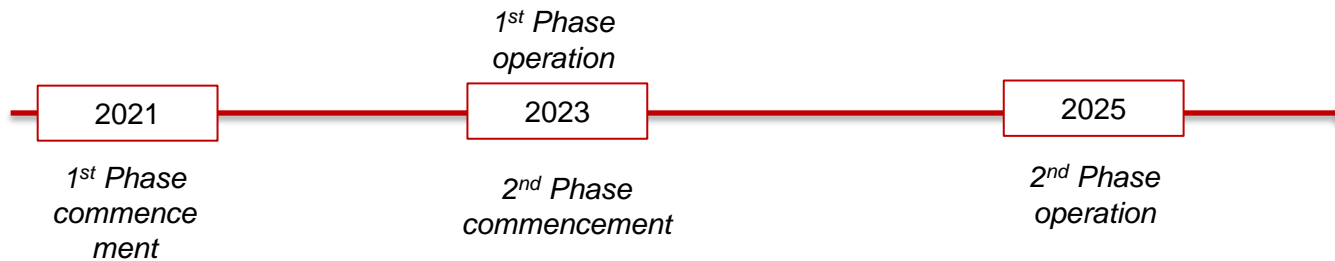 1st Phase
operation
2021
2023
2025
1st Phase
commence
ment
2nd Phase
commencement
2nd Phase
operation